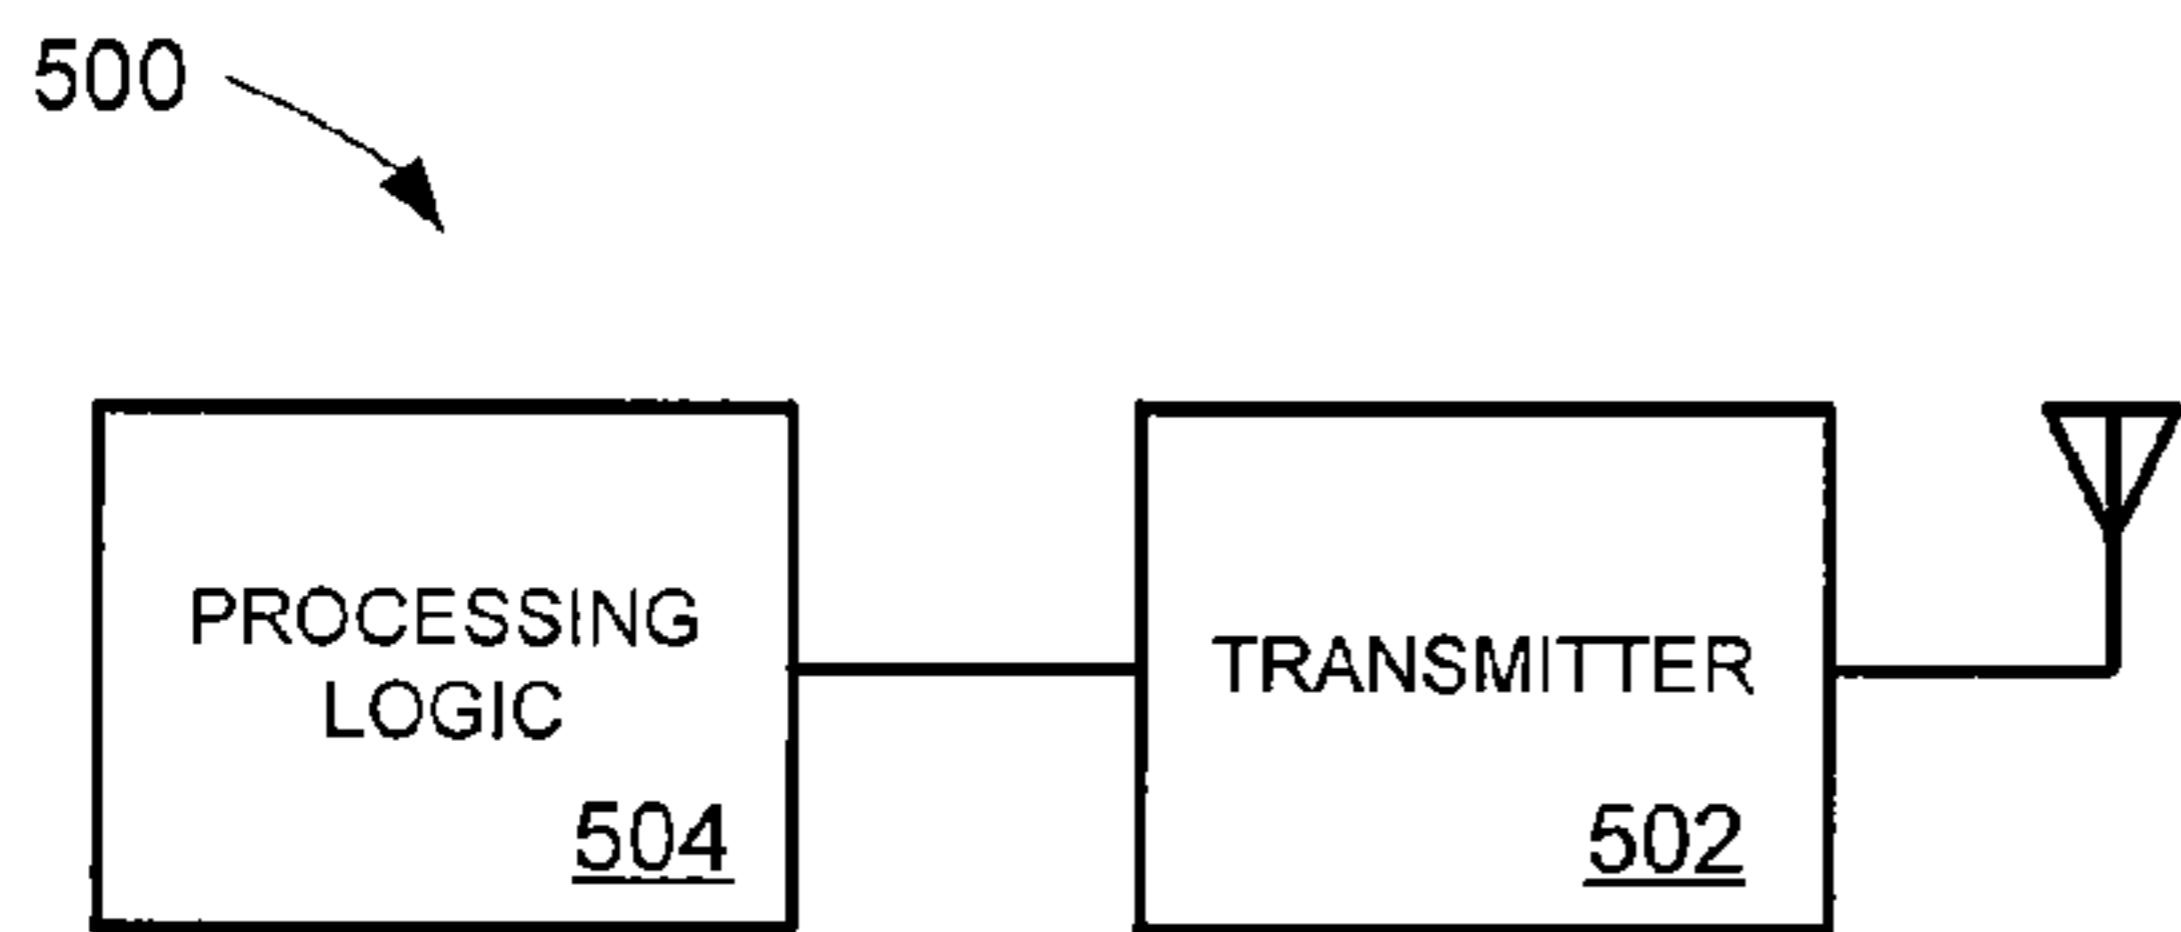 500
PROCESSING
LOGIC
504
TRANSMITTER
502